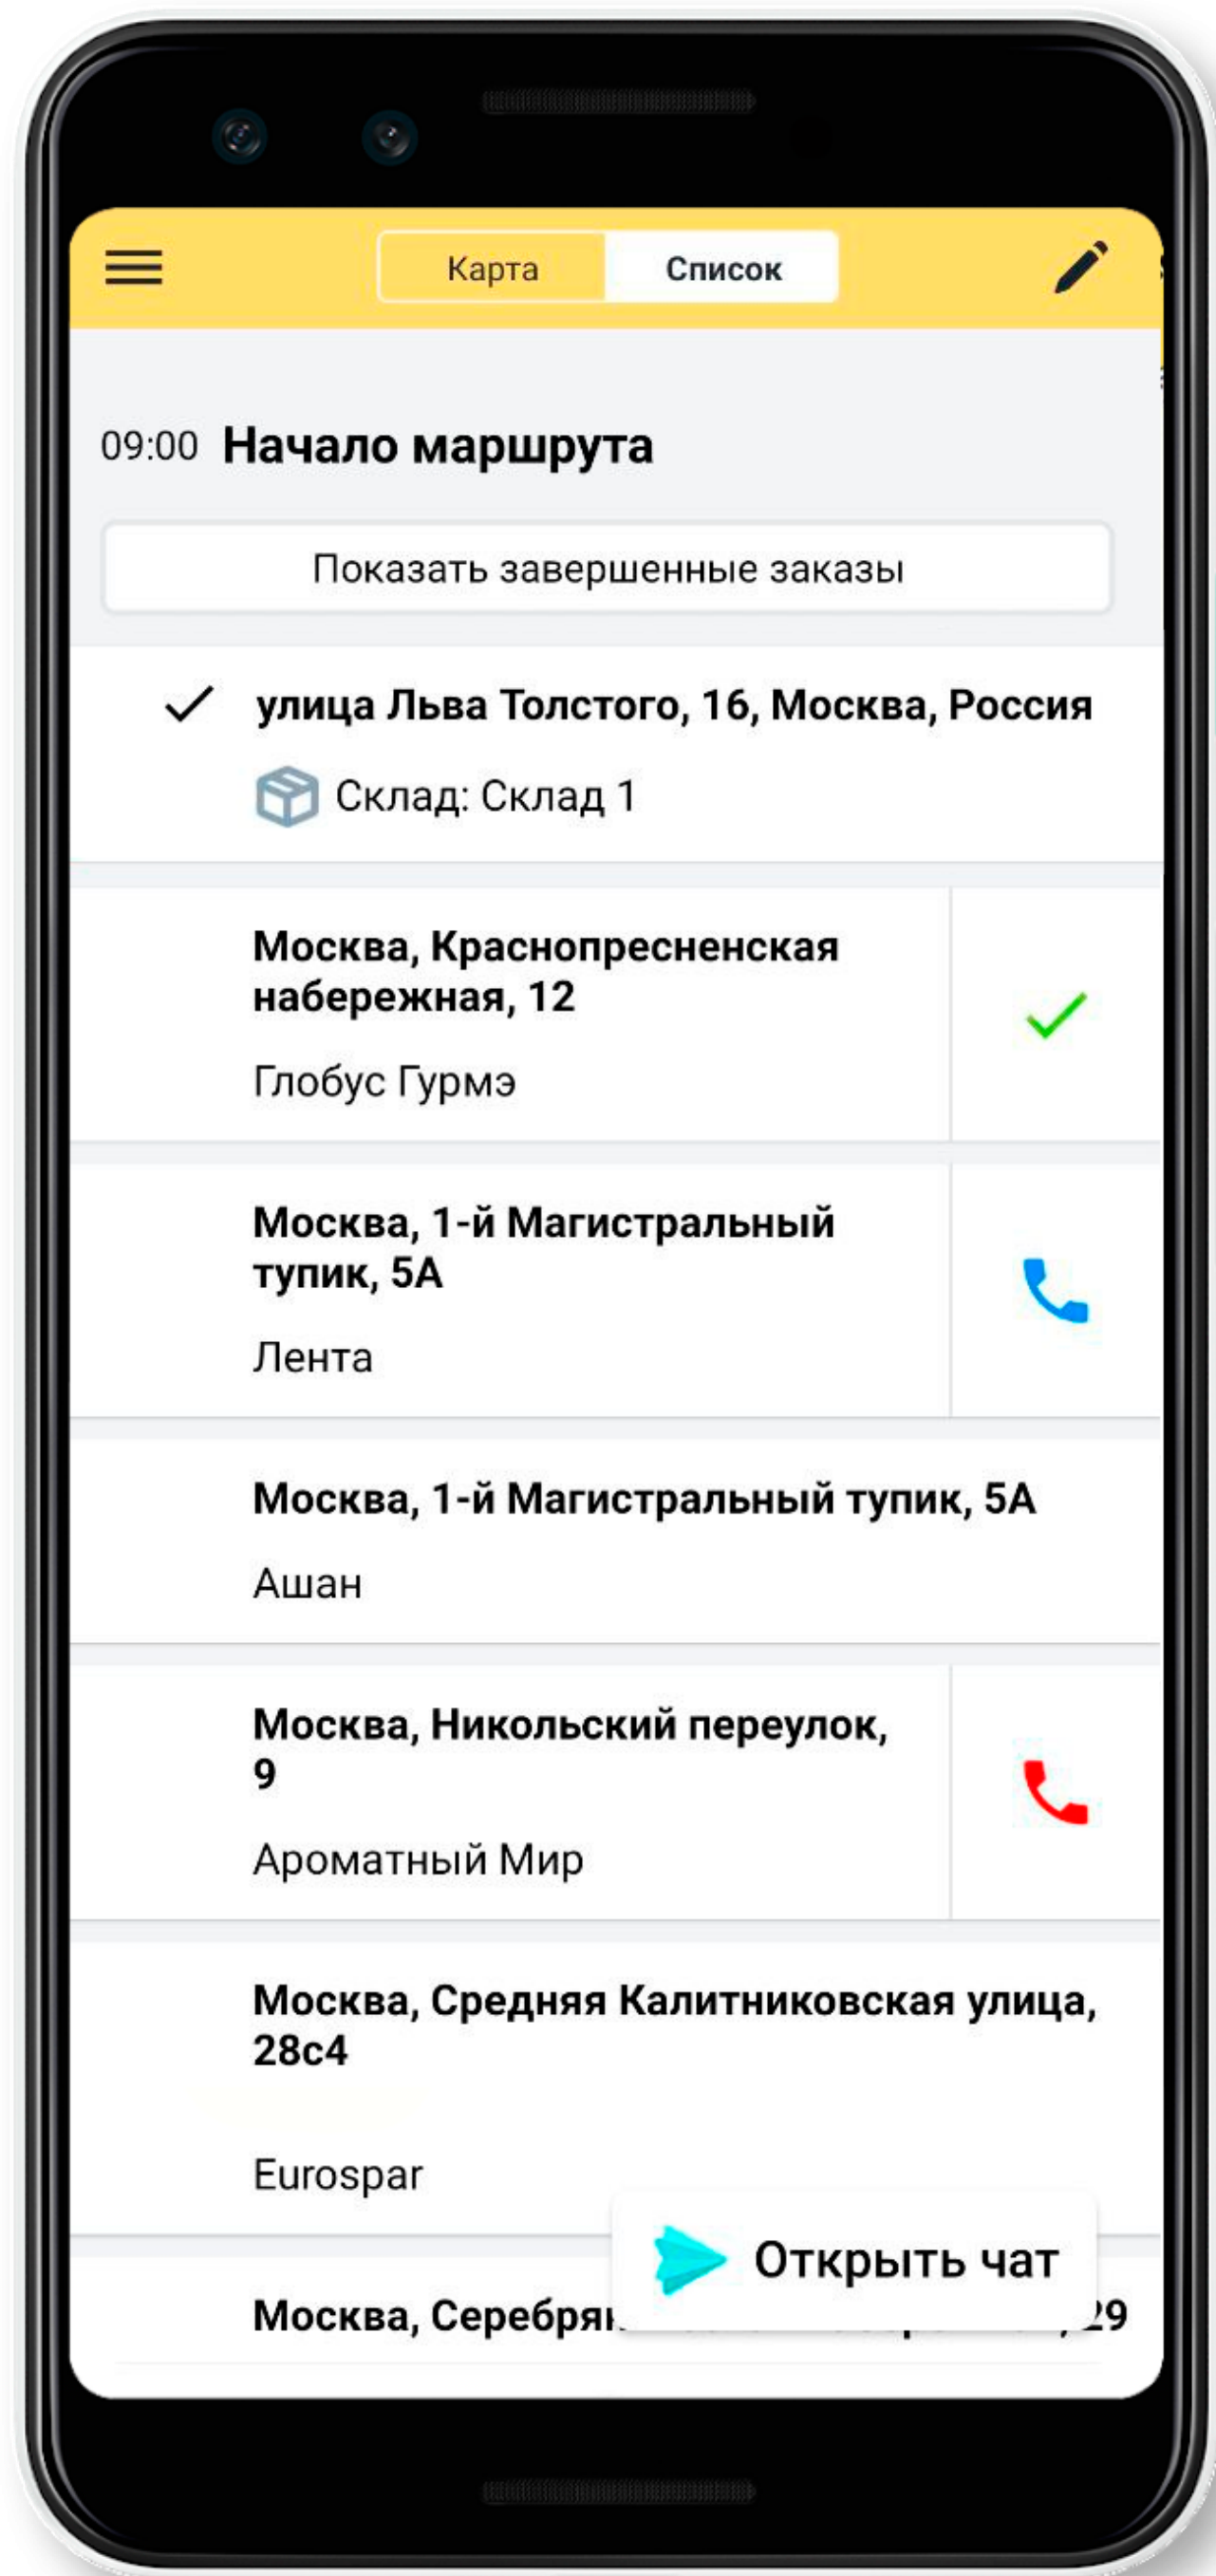 Карта Список
09:00 Начало маршрута
Показать завершенные заказы
улица Льва Толстого, 16, Москва, Россия
Склад: Склад 1
Москва, Краснопресненская
набережная, 12
Глобус Гурмэ
Москва, 1-й Магистральный
тупик, 5А
Лента
Москва, 1-й Магистральный тупик, 5А
Ашан
Москва, Никольский переулок,
9
Ароматный Мир
Москва, Средняя Калитниковская улица,
28с4
Eurospar
Открыть чат
Москва, 29